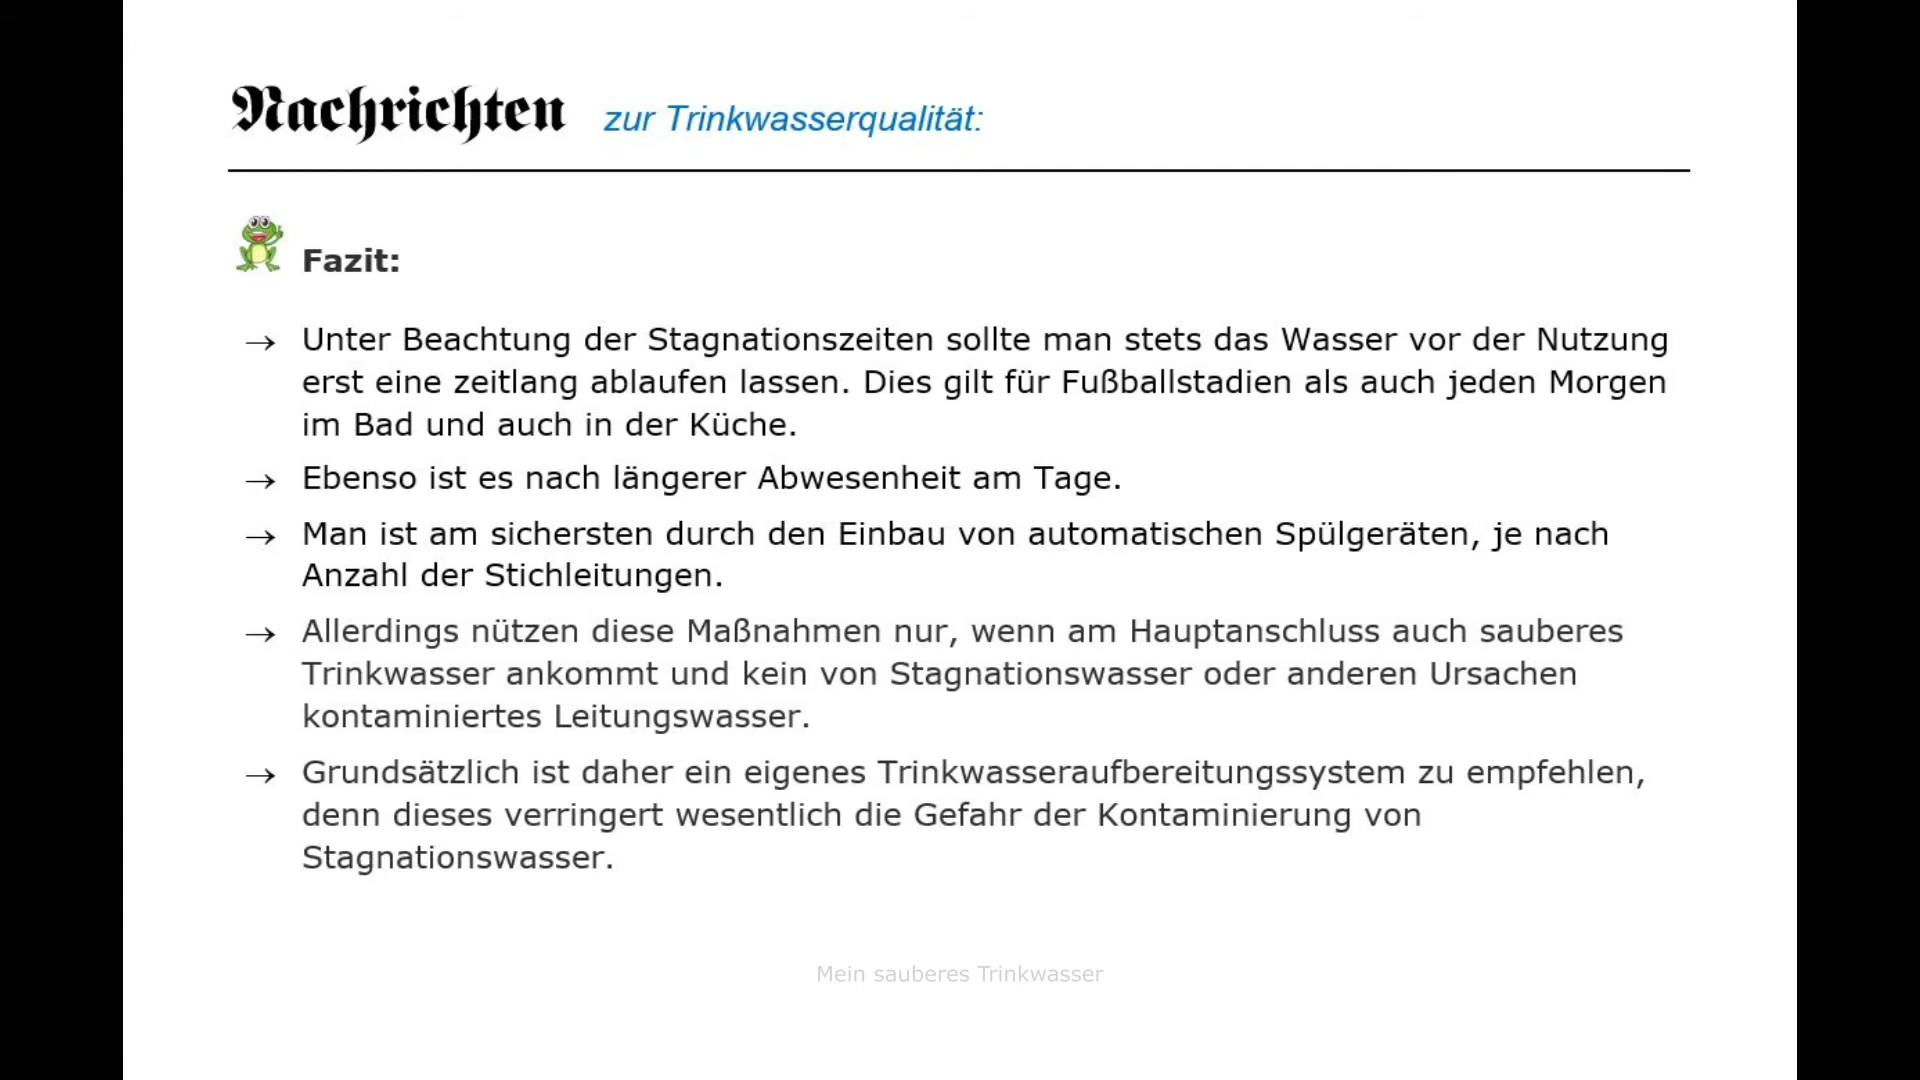 Nachrichten zur Trinkwasserqualität:
Fazit:
→ Unter Beachtung der Stagnationszeiten sollte man stets das Wasser vor der Nutzung
erst eine zeitlang ablaufen lassen. Dies gilt für Fußballstadien als auch jeden Morgen
im Bad und auch in der Küche.
→ Ebenso ist es nach längerer Abwesenheit am Tage.
→ Man ist am sichersten durch den Einbau von automatischen Spülgeräten, je nach
Anzahl der Stichleitungen.
→ Allerdings nützen diese Maßnahmen nur, wenn am Hauptanschluss auch sauberes
Trinkwasser ankommt und kein von Stagnationswasser oder anderen Ursachen
kontaminiertes Leitungswasser.
→ Grundsätzlich ist daher ein eigenes Trinkwasseraufbereitungssystem zu empfehlen,
denn dieses verringert wesentlich die Gefahr der Kontaminierung von
Stagnationswasser.
Mein sauberes Trinkwasser